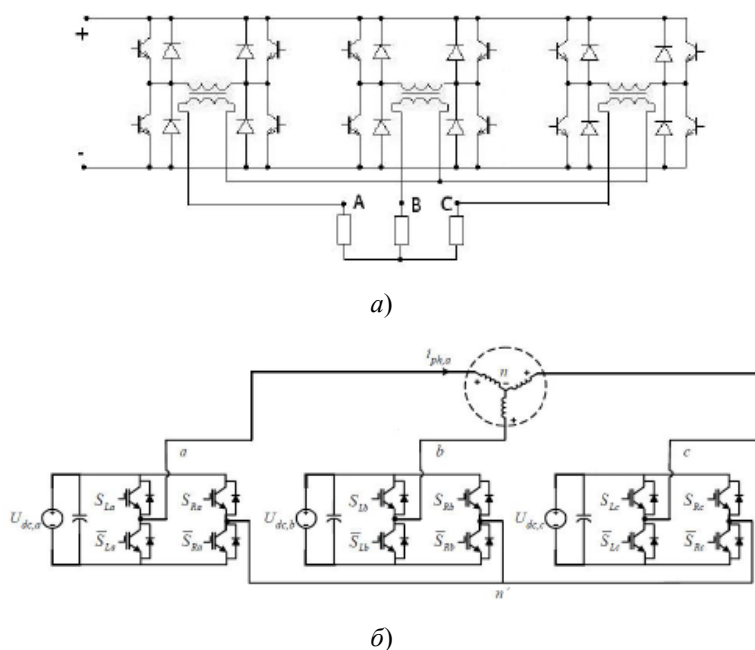 +
-
A B C
а)
i_ph,a
n
+ - +
+
a b c
S_La S_Ra S_Lb S_Rb S_Lc S_Rc
U_dc,a U_dc,b U_dc,c
S̅_La S̅_Ra S̅_Lb S̅_Rb S̅_Lc S̅_Rc
n´
б)